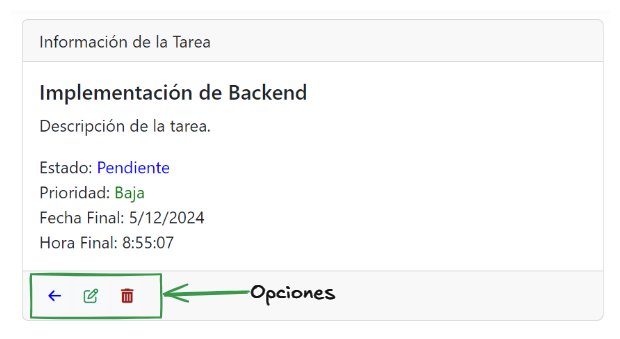 Información de la Tarea
Implementación de Backend
Descripción de la tarea.
Estado: Pendiente
Prioridad: Baja
Fecha Final: 5/12/2024
Hora Final: 8:55:07
Opciones